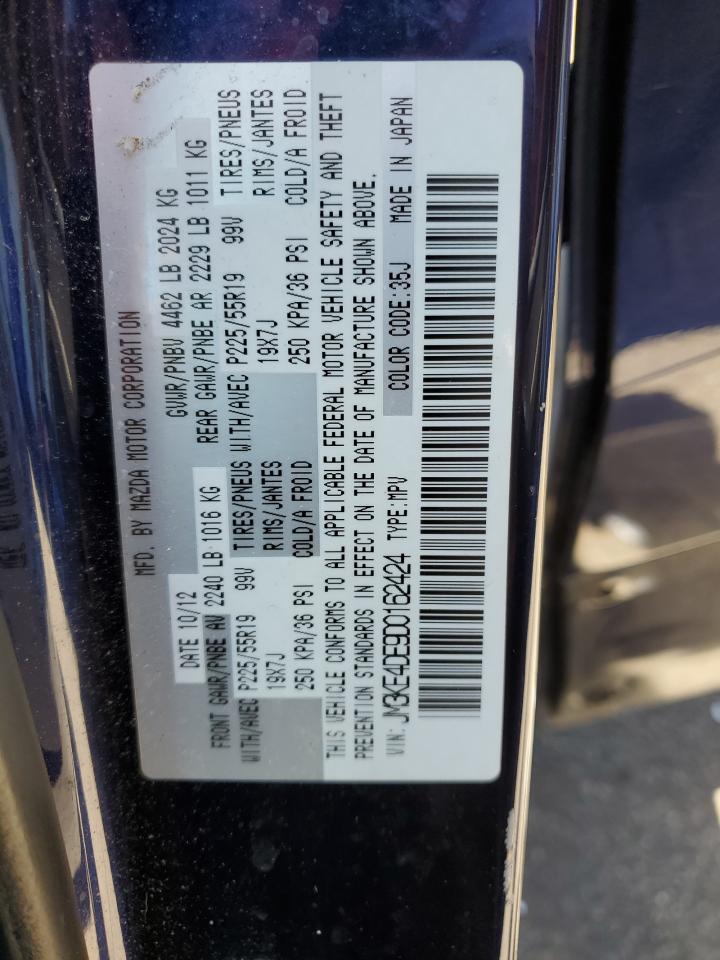 MFD. BY MAZDA MOTOR CORPORATION
DATE 10/12 GVWR/PNBV 4462 LB 2024 KG
FRONT GAWR/PNBE AV 2240 LB 1016 KG REAR GAWR/PNBE AR 2229 LB 1011 KG
WITH/AVEC P225/55R19 99V TIRES/PNEUS WITH/AVEC P225/55R19 99V TIRES/PNEUS
19X7J RIMS/JANTES 19X7J RIMS/JANTES
250 KPA/36 PSI COLD/A FROID 250 KPA/36 PSI COLD/A FROID
THIS VEHICLE CONFORMS TO ALL APPLICABLE FEDERAL MOTOR VEHICLE SAFETY AND THEFT
PREVENTION STANDARDS IN EFFECT ON THE DATE OF MANUFACTURE SHOWN ABOVE.
VIN: JM3KE4DE9D0162424 TYPE:MPV COLOR CODE:35J MADE IN JAPAN